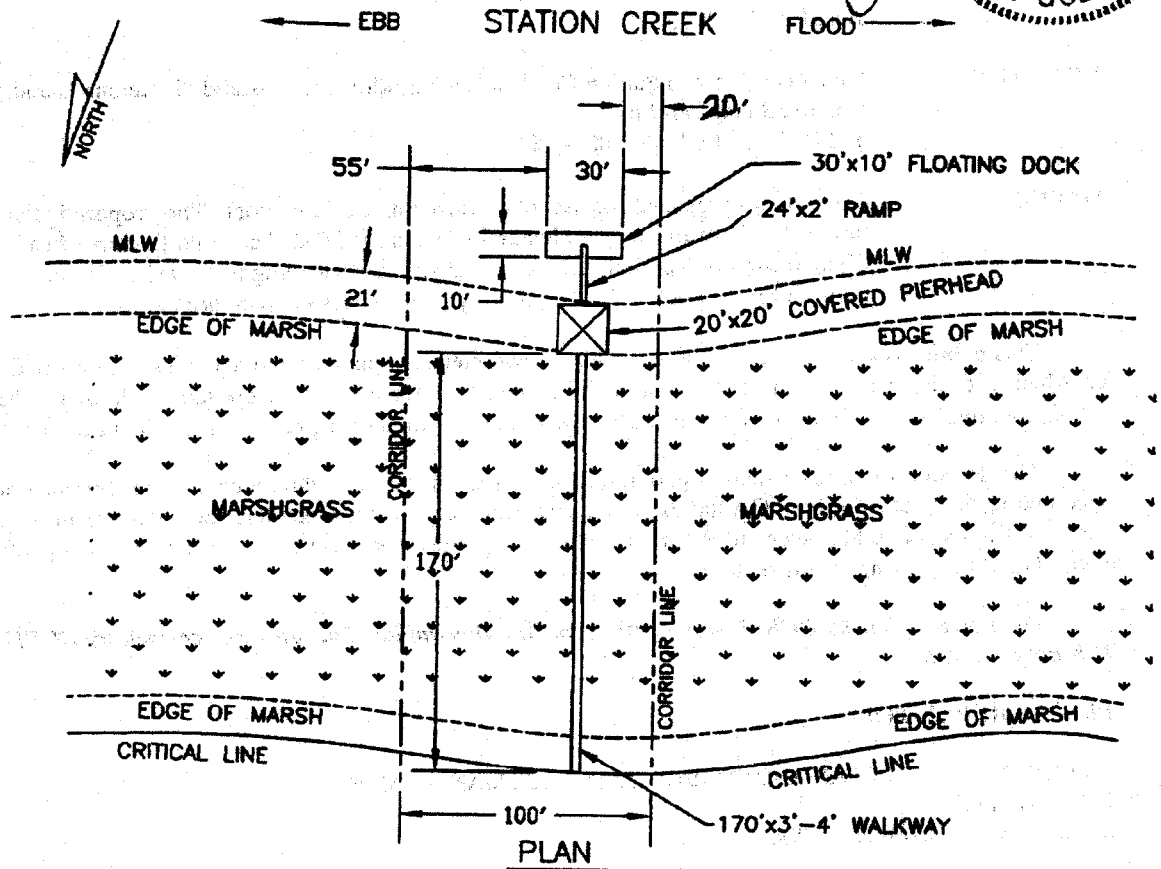 EBB STATION CREEK FLOOD
NORTH
20'
55' 30' 30'x10' FLOATING DOCK
24'x2' RAMP
MLW MLW
21' 10' 20'x20' COVERED PIERHEAD
EDGE OF MARSH EDGE OF MARSH
CORRIDOR LINE
MARSHGRASS MARSHGRASS
170'
CORRIDOR LINE
EDGE OF MARSH EDGE OF MARSH
CRITICAL LINE CRITICAL LINE
100' 170'x3'-4' WALKWAY
PLAN